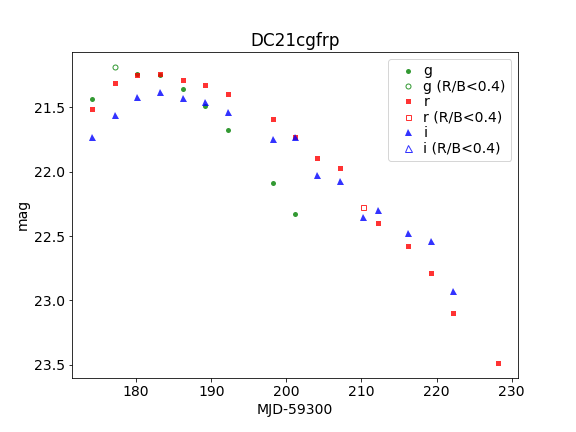 DC21cgfrp
g
g (R/B<0.4)
r
r (R/B<0.4)
i
i (R/B<0.4)
21.5
22.0
22.5
23.0
23.5
mag
180 190 200 210 220 230
MJD-59300